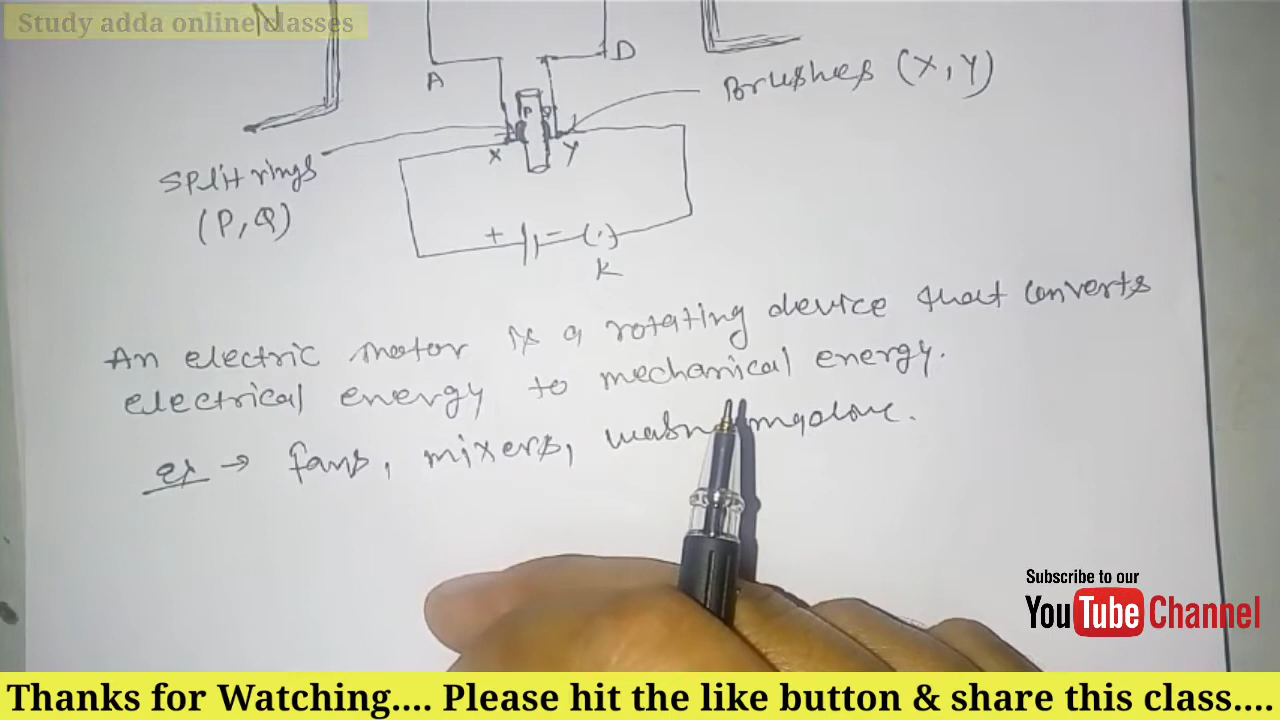 Study adda online classes
N
A
D
Brushes (X, Y)
P
X
Y
Split rings
(P, Q)
+
−
K
An electric motor is a rotating device that converts
electrical energy to mechanical energy.
ex → fans, mixers,
Subscribe to our
YouTube Channel
Thanks for Watching.... Please hit the like button & share this class....